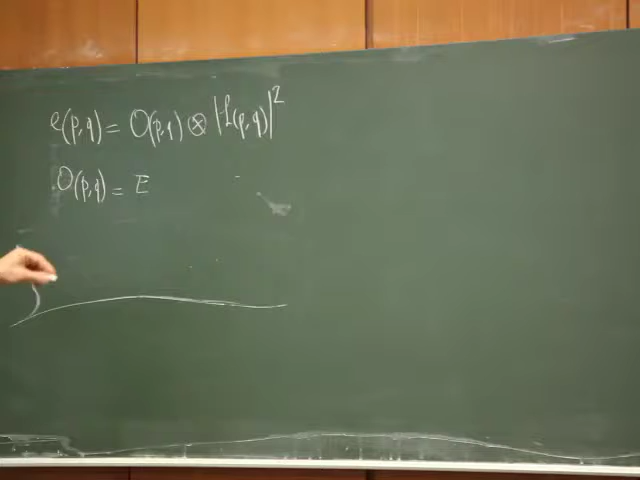 e(p,q) = O(p,q) ⊗ |h(p,q)|²
O(p,q) = E